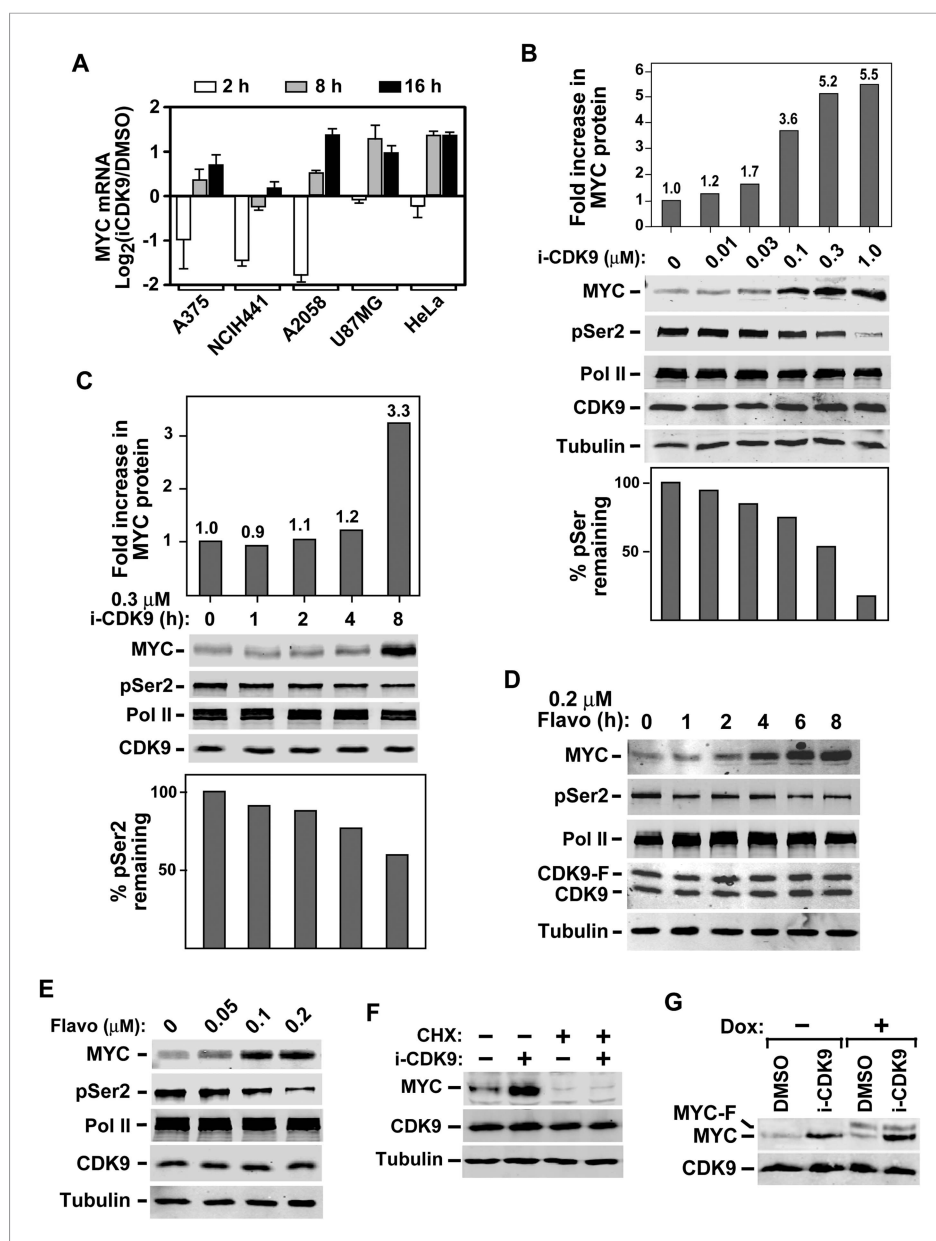 A
2 h 8 h 16 h
MYC mRNA
Log2(iCDK9/DMSO)
2
1
0
-1
-2
A375
NCIH441
A2058
U87MG
HeLa
B
Fold increase in
MYC protein
6
5
4
3
2
1
0
1.0 1.2 1.7 3.6 5.2 5.5
i-CDK9 (μM): 0 0.01 0.03 0.1 0.3 1.0
MYC
pSer2
Pol II
CDK9
Tubulin
% pSer
remaining
100
50
C
Fold increase in
MYC protein
3
2
1
1.0 0.9 1.1 1.2 3.3
0.3 μM
i-CDK9 (h): 0 1 2 4 8
MYC
pSer2
Pol II
CDK9
% pSer2
remaining
100
50
D
0.2 μM
Flavo (h): 0 1 2 4 6 8
MYC
pSer2
Pol II
CDK9-F
CDK9
Tubulin
E
Flavo (μM): 0 0.05 0.1 0.2
MYC
pSer2
Pol II
CDK9
Tubulin
F
CHX: – – + +
i-CDK9: – + – +
MYC
CDK9
Tubulin
G
Dox: – +
DMSO
i-CDK9
DMSO
i-CDK9
MYC-F
MYC
CDK9